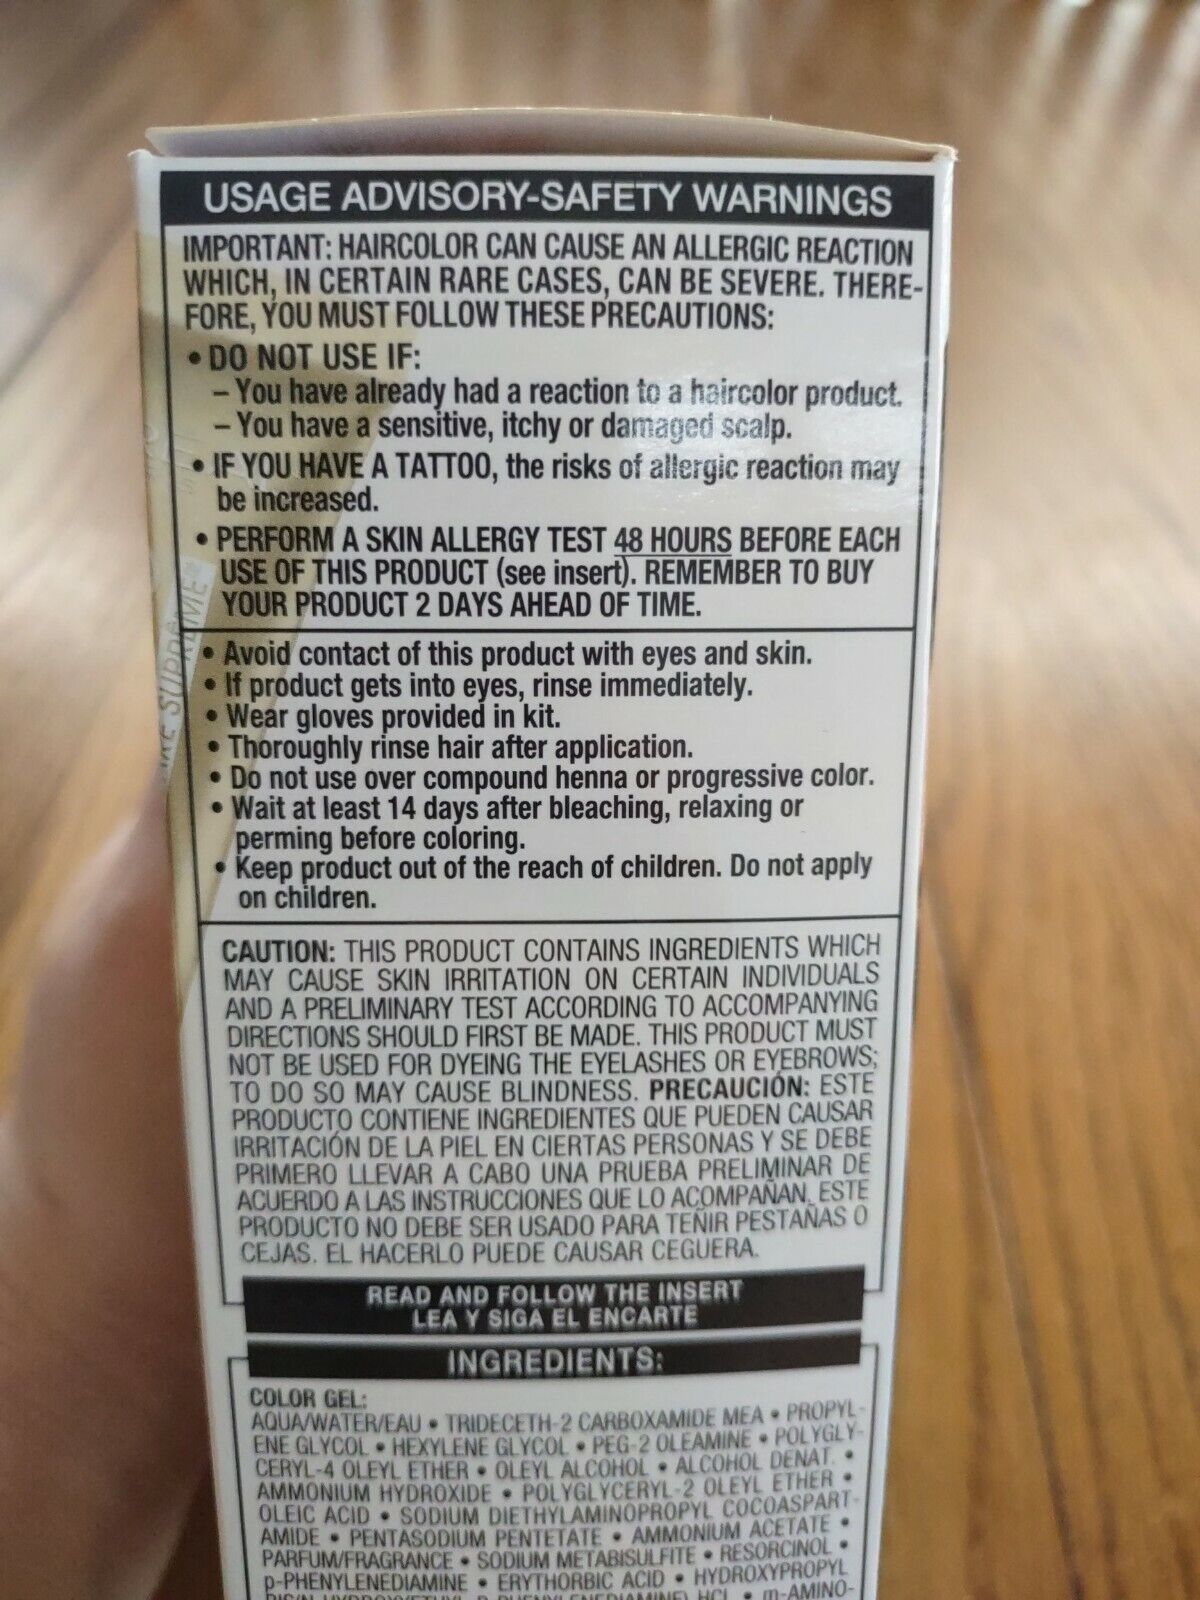 USAGE ADVISORY-SAFETY WARNINGS
IMPORTANT: HAIRCOLOR CAN CAUSE AN ALLERGIC REACTION
WHICH, IN CERTAIN RARE CASES, CAN BE SEVERE. THERE-
FORE, YOU MUST FOLLOW THESE PRECAUTIONS:
• DO NOT USE IF:
– You have already had a reaction to a haircolor product.
– You have a sensitive, itchy or damaged scalp.
• IF YOU HAVE A TATTOO, the risks of allergic reaction may
be increased.
• PERFORM A SKIN ALLERGY TEST 48 HOURS BEFORE EACH
USE OF THIS PRODUCT (see insert). REMEMBER TO BUY
YOUR PRODUCT 2 DAYS AHEAD OF TIME.
• Avoid contact of this product with eyes and skin.
• If product gets into eyes, rinse immediately.
• Wear gloves provided in kit.
• Thoroughly rinse hair after application.
• Do not use over compound henna or progressive color.
• Wait at least 14 days after bleaching, relaxing or
perming before coloring.
• Keep product out of the reach of children. Do not apply
on children.
CAUTION: THIS PRODUCT CONTAINS INGREDIENTS WHICH
MAY CAUSE SKIN IRRITATION ON CERTAIN INDIVIDUALS
AND A PRELIMINARY TEST ACCORDING TO ACCOMPANYING
DIRECTIONS SHOULD FIRST BE MADE. THIS PRODUCT MUST
NOT BE USED FOR DYEING THE EYELASHES OR EYEBROWS;
TO DO SO MAY CAUSE BLINDNESS. PRECAUCIÓN: ESTE
PRODUCTO CONTIENE INGREDIENTES QUE PUEDEN CAUSAR
IRRITACIÓN DE LA PIEL EN CIERTAS PERSONAS Y SE DEBE
PRIMERO LLEVAR A CABO UNA PRUEBA PRELIMINAR DE
ACUERDO A LAS INSTRUCCIONES QUE LO ACOMPAÑAN. ESTE
PRODUCTO NO DEBE SER USADO PARA TEÑIR PESTAÑAS O
CEJAS. EL HACERLO PUEDE CAUSAR CEGUERA.
READ AND FOLLOW THE INSERT
LEA Y SIGA EL ENCARTE
INGREDIENTS:
COLOR GEL:
AQUA/WATER/EAU • TRIDECETH-2 CARBOXAMIDE MEA • PROPYL-
ENE GLYCOL • HEXYLENE GLYCOL • PEG-2 OLEAMINE • POLYGLY-
CERYL-4 OLEYL ETHER • OLEYL ALCOHOL • ALCOHOL DENAT. •
AMMONIUM HYDROXIDE • POLYGLYCERYL-2 OLEYL ETHER •
OLEIC ACID • SODIUM DIETHYLAMINOPROPYL COCOASPART-
AMIDE • PENTASODIUM PENTETATE • AMMONIUM ACETATE •
PARFUM/FRAGRANCE • SODIUM METABISULFITE • RESORCINOL •
p-PHENYLENEDIAMINE • ERYTHORBIC ACID • HYDROXYPROPYL
BIS(N-HYDROXYETHYL-P-PHENYLENEDIAMINE) HCL • m-AMINO-
SUPRÊME™